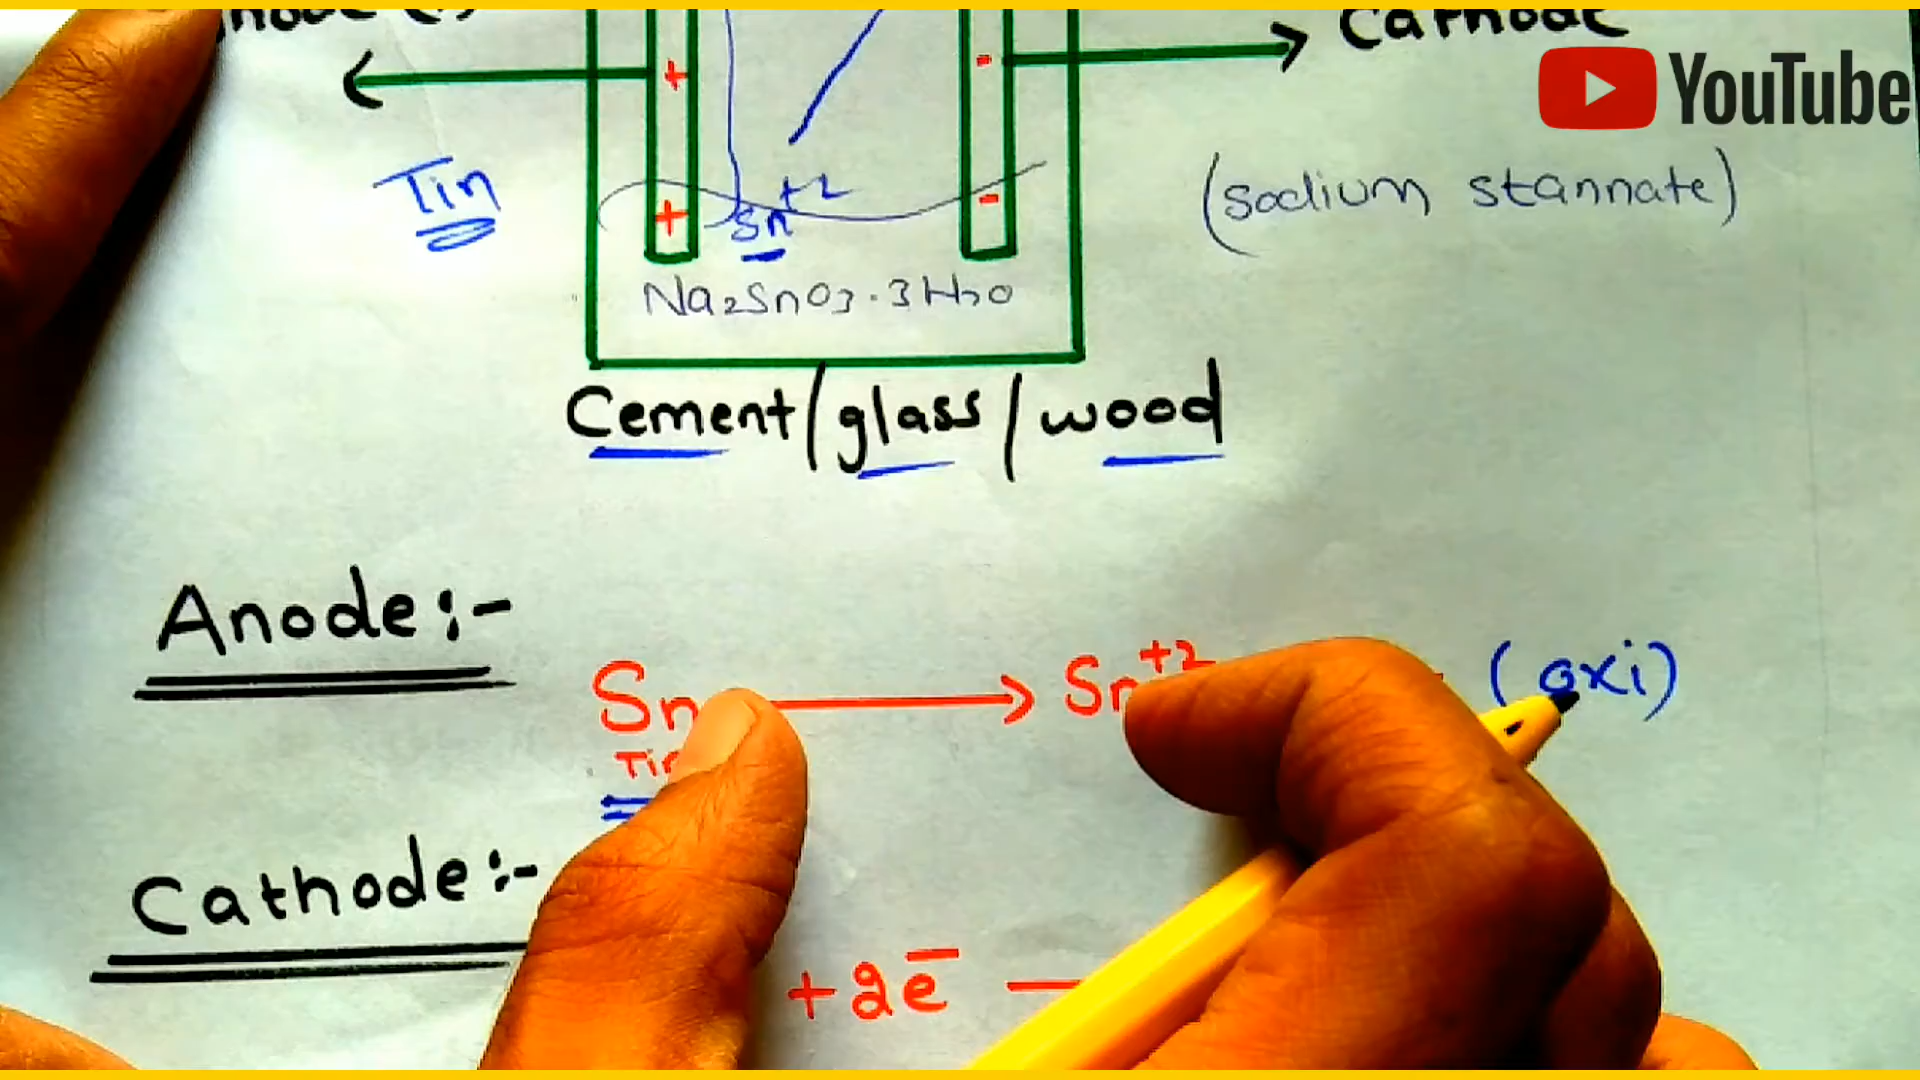 Cathode
YouTube
+ -
Tin
(sodium stannate)
+ Sn+2 -
Na2SnO3.3H2O
Cement/glass/wood
Anode:-
Sn → Sn+2 (oxi)
Cathode:-
+2e-